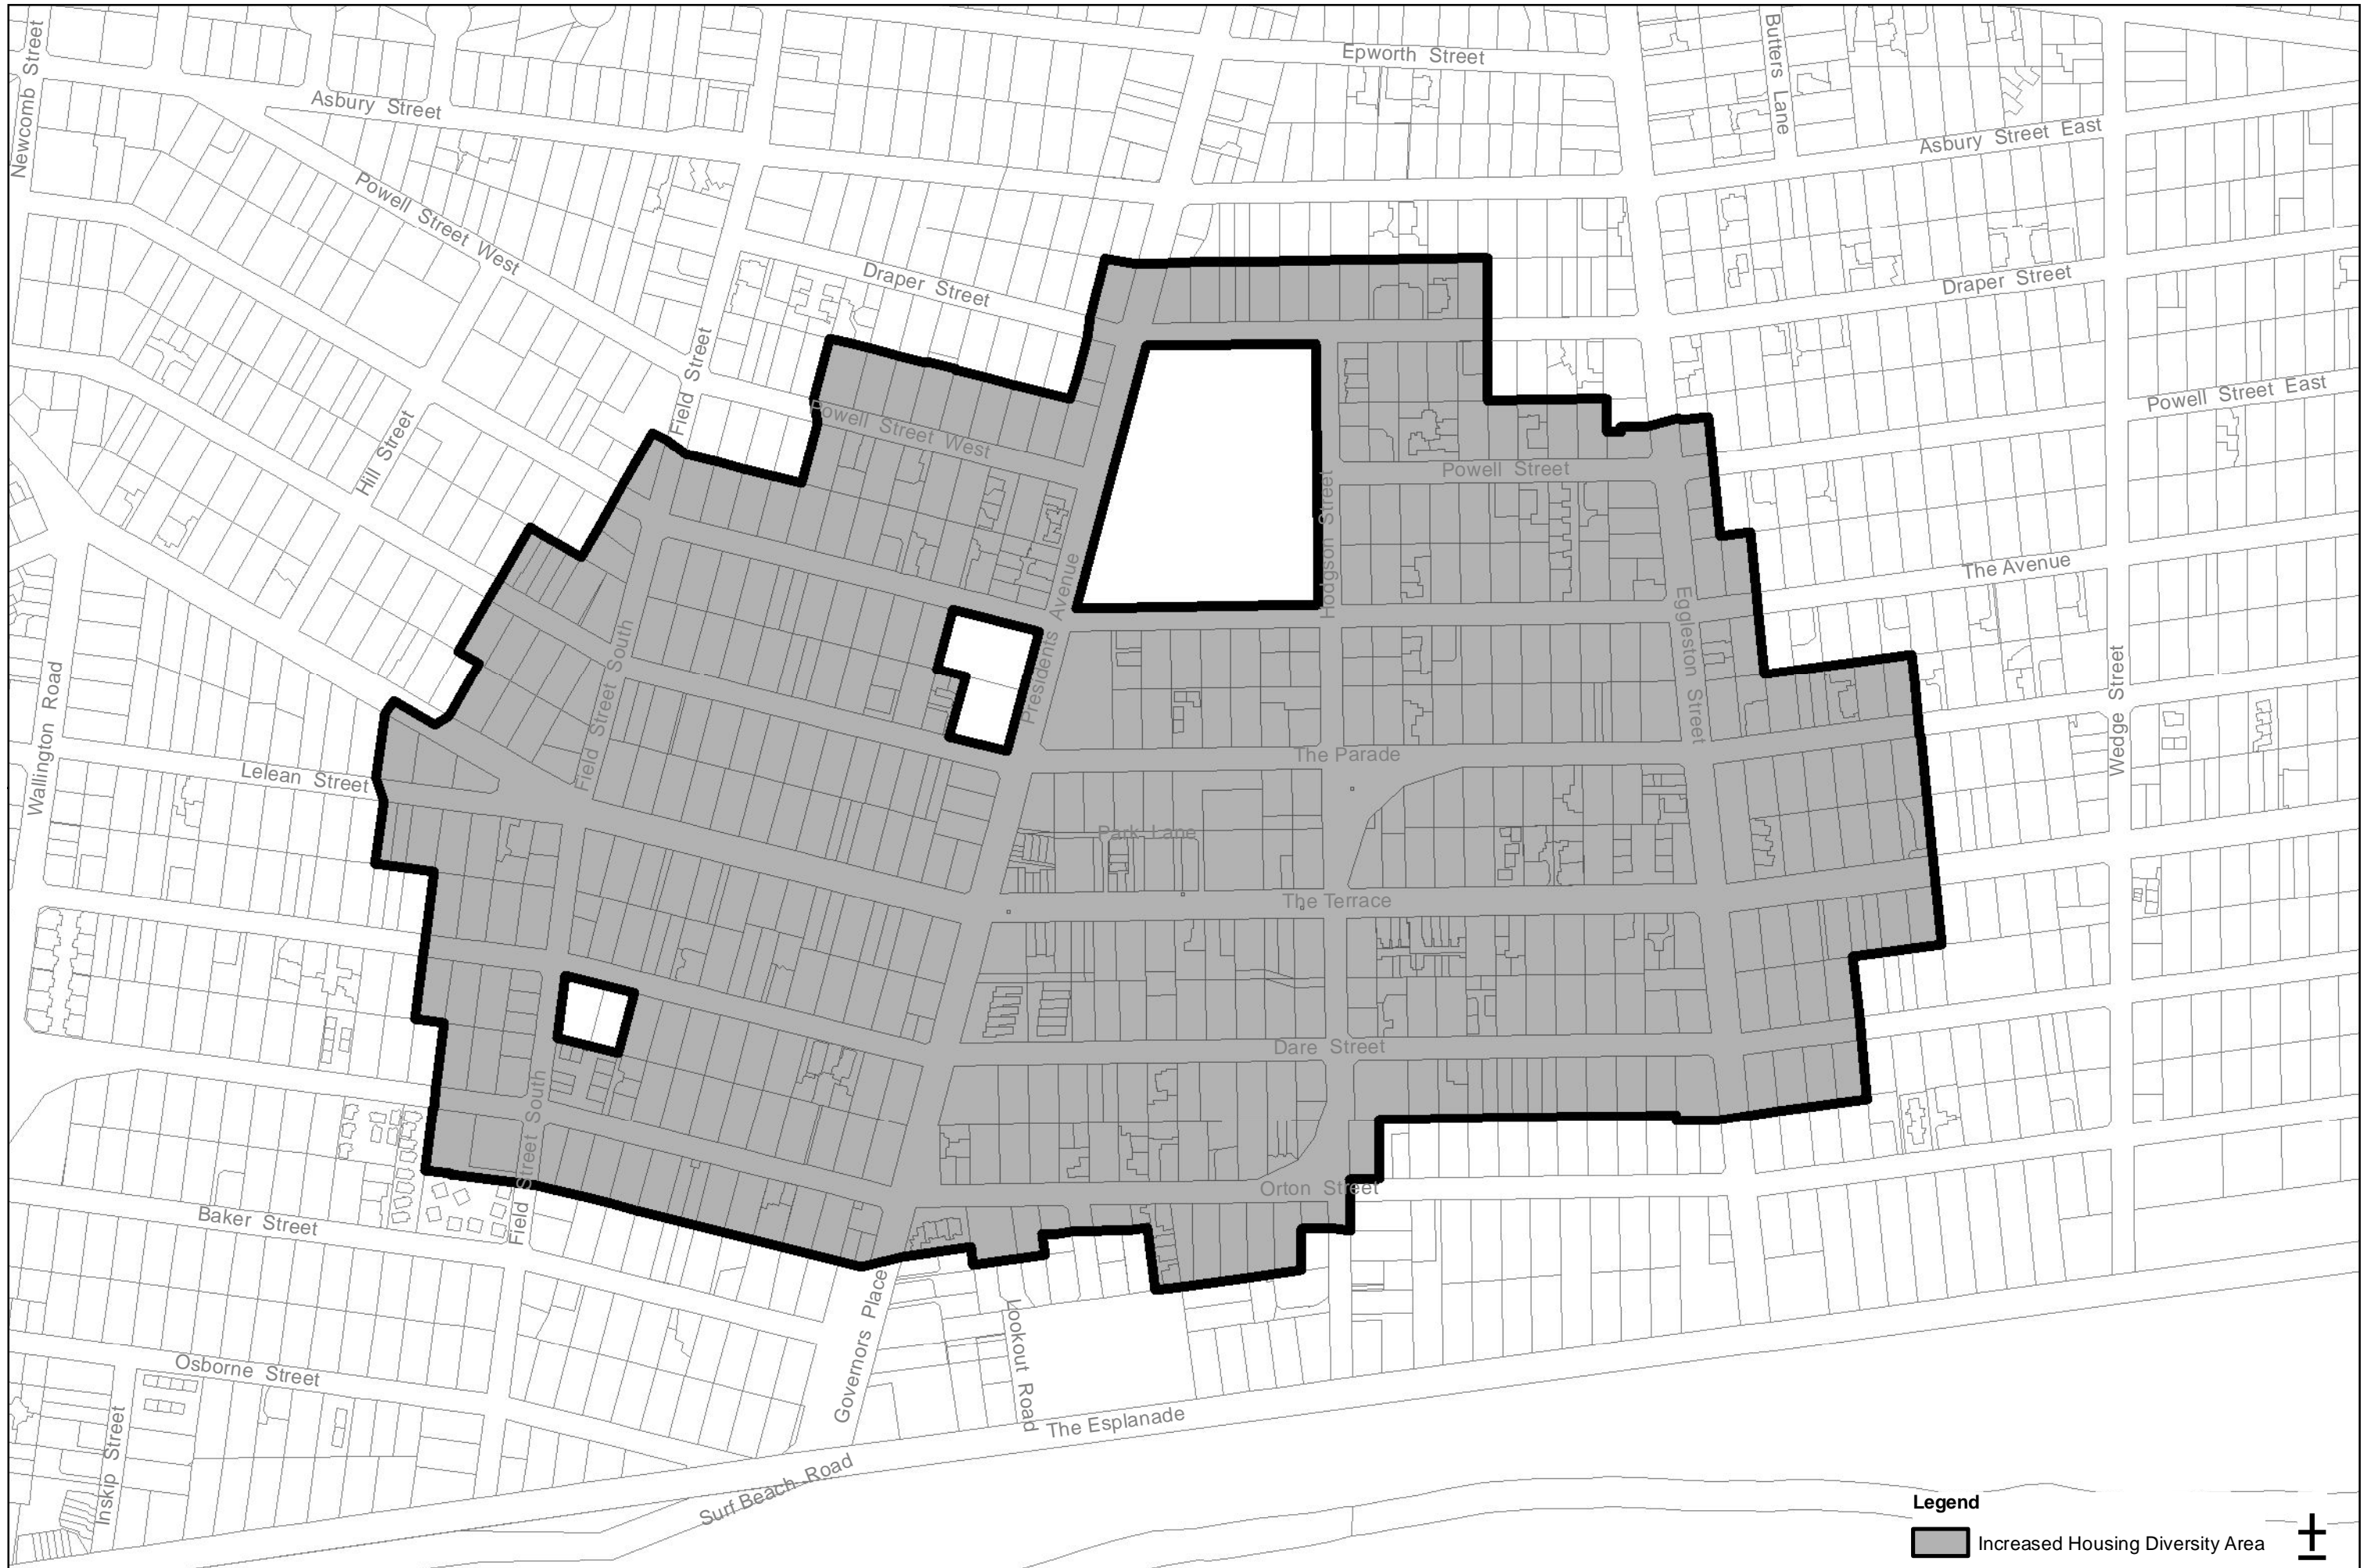 Newcomb Street
Epworth Street
Butters Lane
Asbury Street
Asbury Street East
Powell Street West
Draper Street
Draper Street
Field Street
Powell Street West
Powell Street East
Hill Street
Powell Street
Hodgson Street
The Avenue
Presidents Avenue
Eggleston Street
Field Street South
Wallington Road
Wedge Street
The Parade
Lelean Street
Park Lane
The Terrace
Dare Street
Field Street South
Orton Street
Baker Street
Governors Place
Lookout Road
Osborne Street
The Esplanade
Inskip Street
Surf Beach Road
Legend
Increased Housing Diversity Area